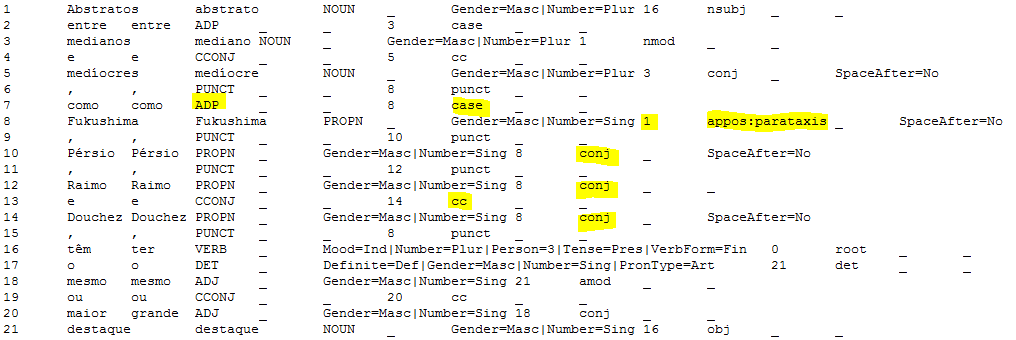 1 Abstratos abstrato NOUN _ Gender=Masc|Number=Plur 16 nsubj _ _
2 entre entre ADP _ _ 3 case _ _
3 medianos mediano NOUN _ Gender=Masc|Number=Plur 1 nmod _ _
4 e e CCONJ _ _ 5 cc _ _
5 medíocres medíocre NOUN _ Gender=Masc|Number=Plur 3 conj _ SpaceAfter=No
6 , , PUNCT _ _ 8 punct _ _
7 como como ADP _ _ 8 case _ _
8 Fukushima Fukushima PROPN _ Gender=Masc|Number=Sing 1 appos:parataxis _ SpaceAfter=No
9 , , PUNCT _ _ 10 punct _ _
10 Pérsio Pérsio PROPN _ Gender=Masc|Number=Sing 8 conj _ SpaceAfter=No
11 , , PUNCT _ _ 12 punct _ _
12 Raimo Raimo PROPN _ Gender=Masc|Number=Sing 8 conj _ _
13 e e CCONJ _ _ 14 cc _ _
14 Douchez Douchez PROPN _ Gender=Masc|Number=Sing 8 conj _ SpaceAfter=No
15 , , PUNCT _ _ 8 punct _ _
16 têm ter VERB _ Mood=Ind|Number=Plur|Person=3|Tense=Pres|VerbForm=Fin 0 root _ _
17 o o DET _ Definite=Def|Gender=Masc|Number=Sing|PronType=Art 21 det _ _
18 mesmo mesmo ADJ _ Gender=Masc|Number=Sing 21 amod _ _
19 ou ou CCONJ _ _ 20 cc _ _
20 maior grande ADJ _ Gender=Masc|Number=Sing 18 conj _ _
21 destaque destaque NOUN _ Gender=Masc|Number=Sing 16 obj _ _